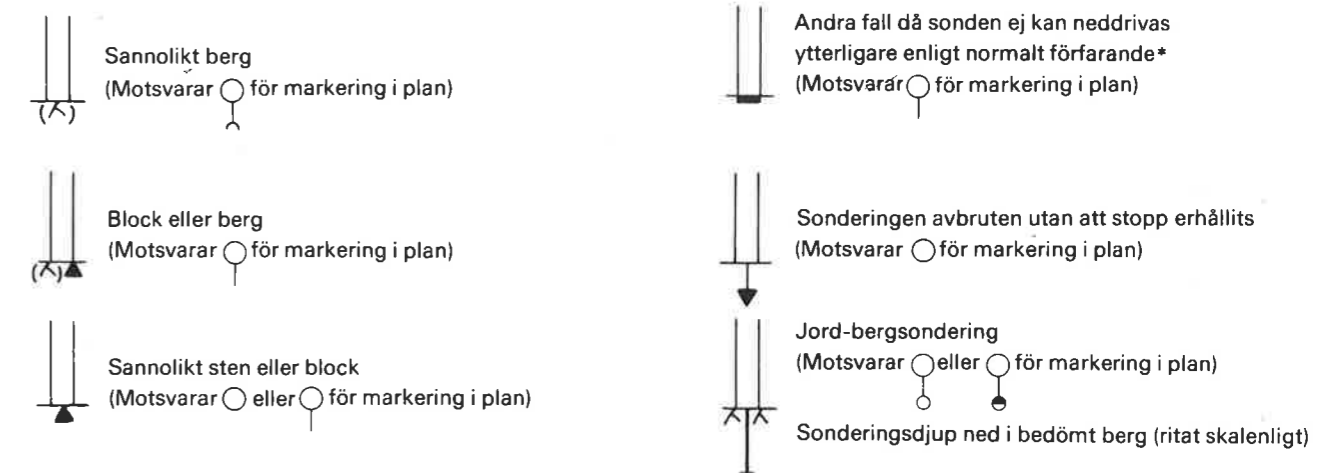 Sannolikt berg
(Motsvarar för markering i plan)
Block eller berg
(Motsvarar för markering i plan)
Sannolikt sten eller block
(Motsvarar eller för markering i plan)
Andra fall då sonden ej kan neddrivas
ytterligare enligt normalt förfarande*
(Motsvarar för markering i plan)
Sonderingen avbruten utan att stopp erhållits
(Motsvarar för markering i plan)
Jord-bergsondering
(Motsvarar eller för markering i plan)
Sonderingsdjup ned i bedömt berg (ritat skalenligt)